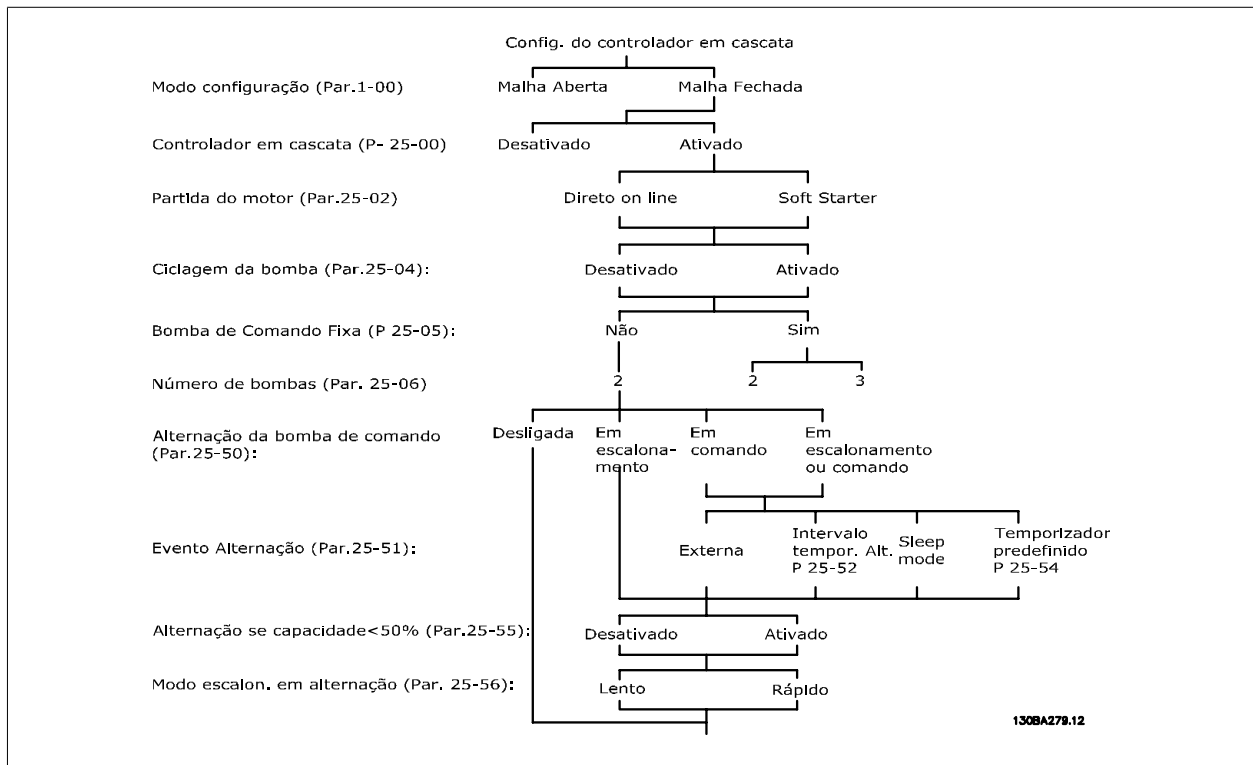 Config. do controlador em cascata
Modo configuração (Par.1-00)
Malha Aberta
Malha Fechada
Controlador em cascata (P- 25-00)
Desativado
Ativado
Partida do motor (Par.25-02)
Direto on line
Soft Starter
Ciclagem da bomba (Par.25-04):
Desativado
Ativado
Bomba de Comando Fixa (P 25-05):
Não
Sim
Número de bombas (Par. 25-06)
2
2
3
Alternação da bomba de comando
(Par.25-50):
Desligada
Em
escalona-
mento
Em
comando
Em
escalonamento
ou comando
Evento Alternação (Par.25-51):
Externa
Intervalo
tempor. Alt.
P 25-52
Sleep
mode
Temporizador
predefinido
P 25-54
Alternação se capacidade<50% (Par.25-55):
Desativado
Ativado
Modo escalon. em alternação (Par. 25-56):
Lento
Rápido
130BA279.12